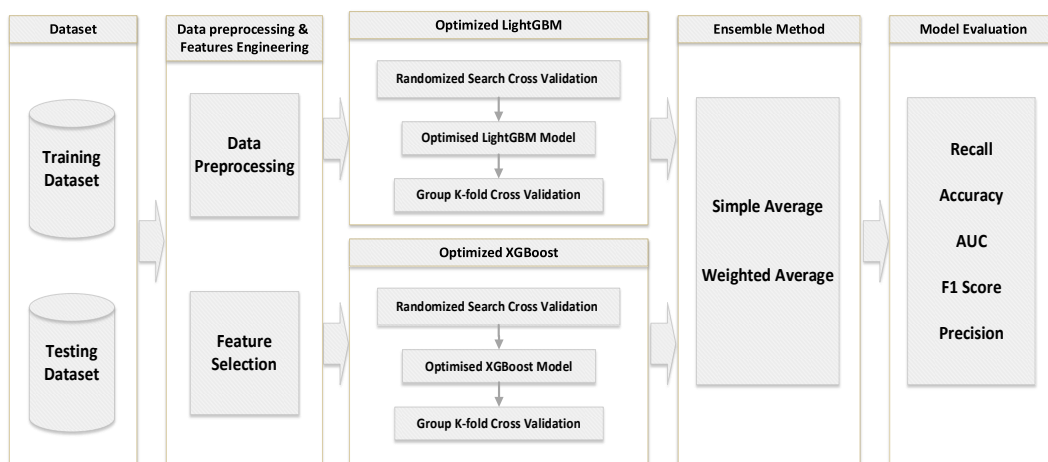 Dataset
Training
Dataset
Testing
Dataset
Data preprocessing &
Features Engineering
Data
Preprocessing
Feature
Selection
Optimized LightGBM
Randomized Search Cross Validation
Optimised LightGBM Model
Group K-fold Cross Validation
Optimized XGBoost
Randomized Search Cross Validation
Optimised XGBoost Model
Group K-fold Cross Validation
Ensemble Method
Simple Average
Weighted Average
Model Evaluation
Recall
Accuracy
AUC
F1 Score
Precision